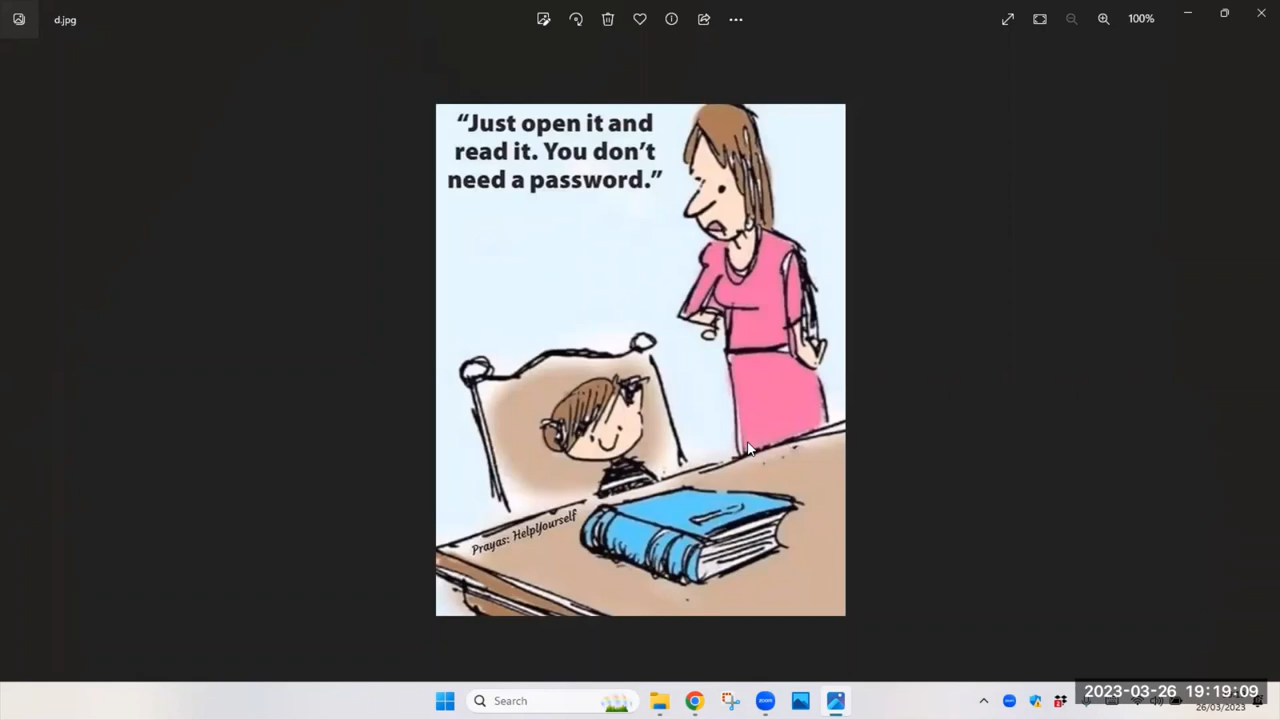 d.jpg
100%
“Just open it and
read it. You don’t
need a password.”
Prayas: HelpYourself
Search
zoom
2023-03-26 19:19:09
26/03/2023